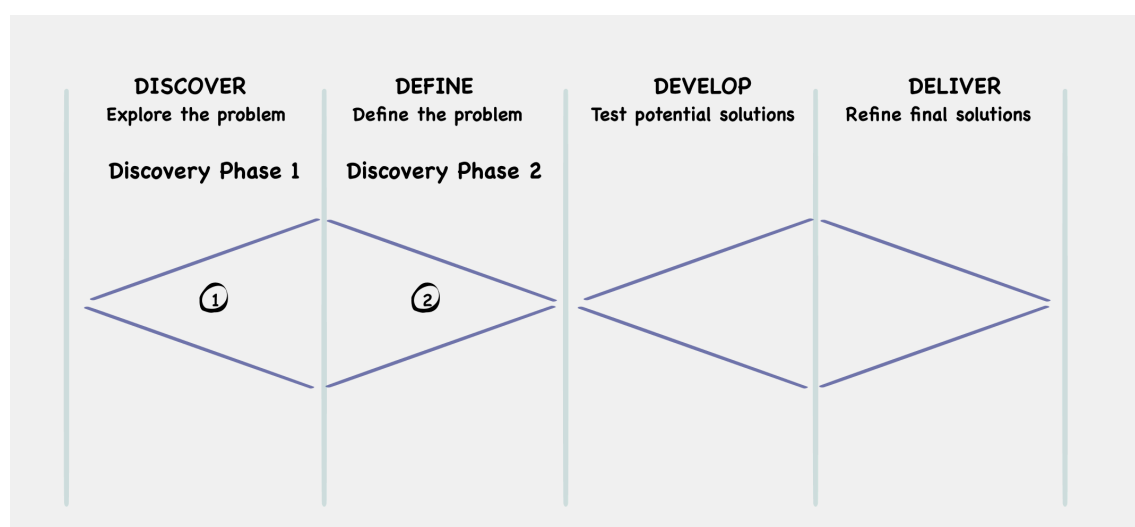 DISCOVER
Explore the problem
Discovery Phase 1
DEFINE
Define the problem
Discovery Phase 2
DEVELOP
Test potential solutions
DELIVER
Refine final solutions
1
2